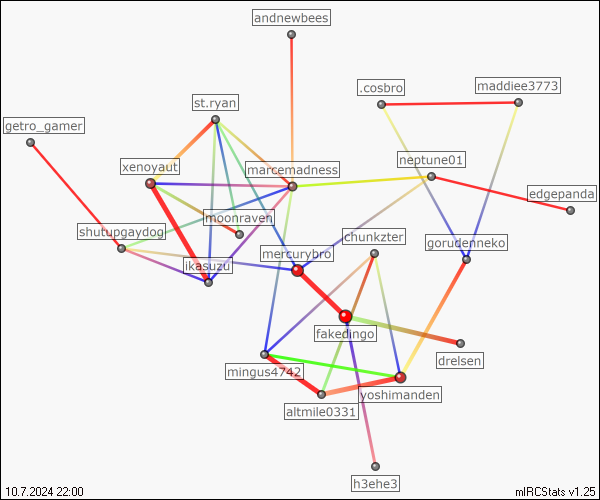 andnewbees
.cosbro
maddiee3773
st.ryan
getro_gamer
neptune01
xenoyaut
marcemadness
edgepanda
moonraven
shutupgaydog
chunkzter
gorudenneko
mercurybro
ikasuzu
fakedingo
drelsen
mingus4742
yoshimanden
altmile0331
h3ehe3
10.7.2024 22:00
mIRCStats v1.25